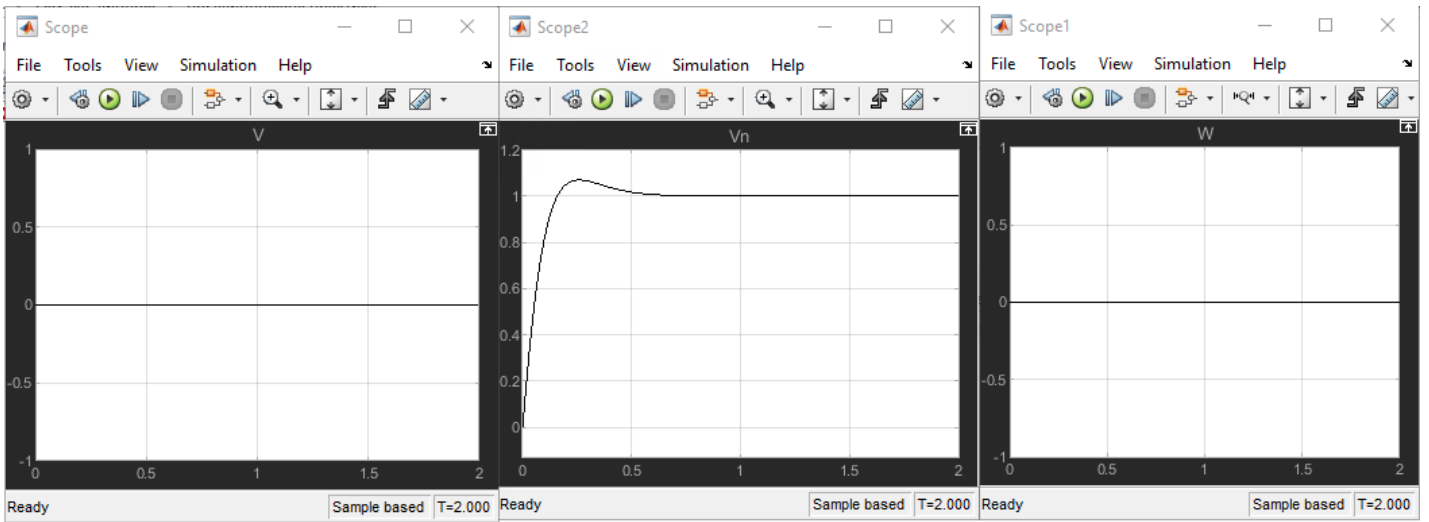 Scope
File Tools View Simulation Help
V
1
0.5
0
-0.5
-1
0 0.5 1 1.5 2
Ready Sample based T=2.000
Scope2
File Tools View Simulation Help
Vn
1.2
1
0.8
0.6
0.4
0.2
0
0 0.5 1 1.5 2
Ready Sample based T=2.000
Scope1
File Tools View Simulation Help
W
1
0.5
0
-0.5
-1
0 0.5 1 1.5 2
Ready Sample based T=2.000